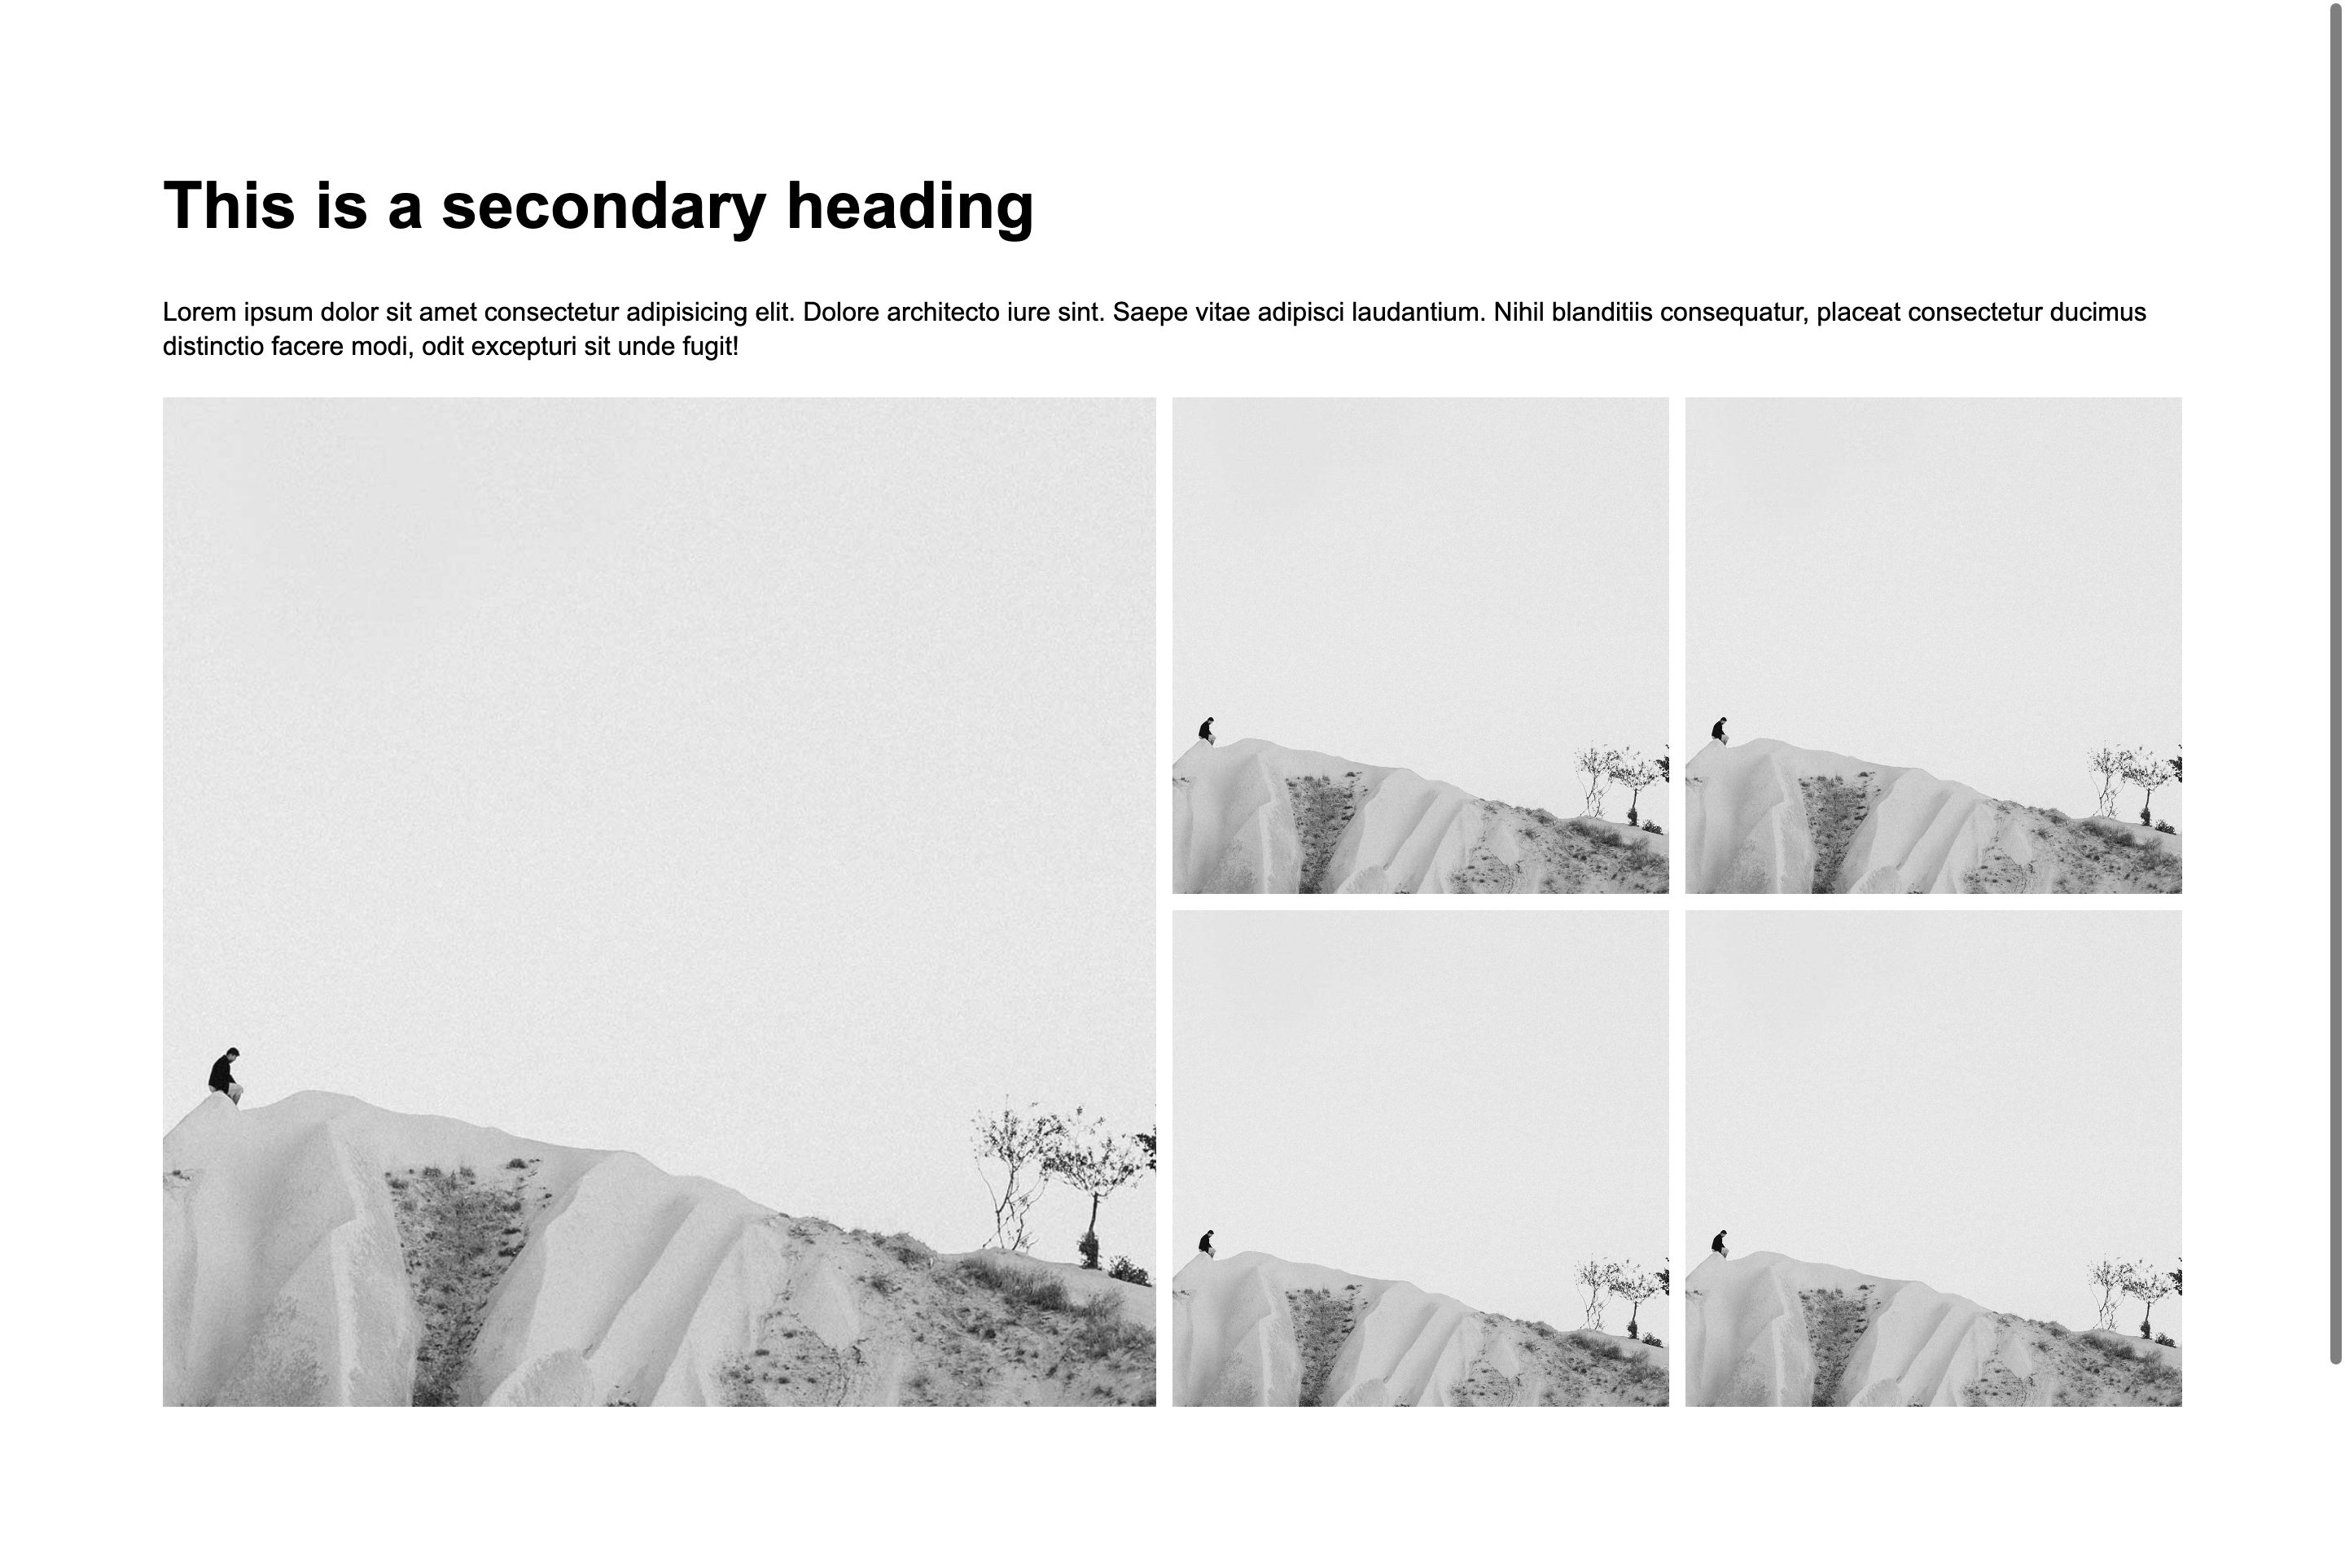 This is a secondary heading
Lorem ipsum dolor sit amet consectetur adipisicing elit. Dolore architecto iure sint. Saepe vitae adipisci laudantium. Nihil blanditiis consequatur, placeat consectetur ducimus
distinctio facere modi, odit excepturi sit unde fugit!